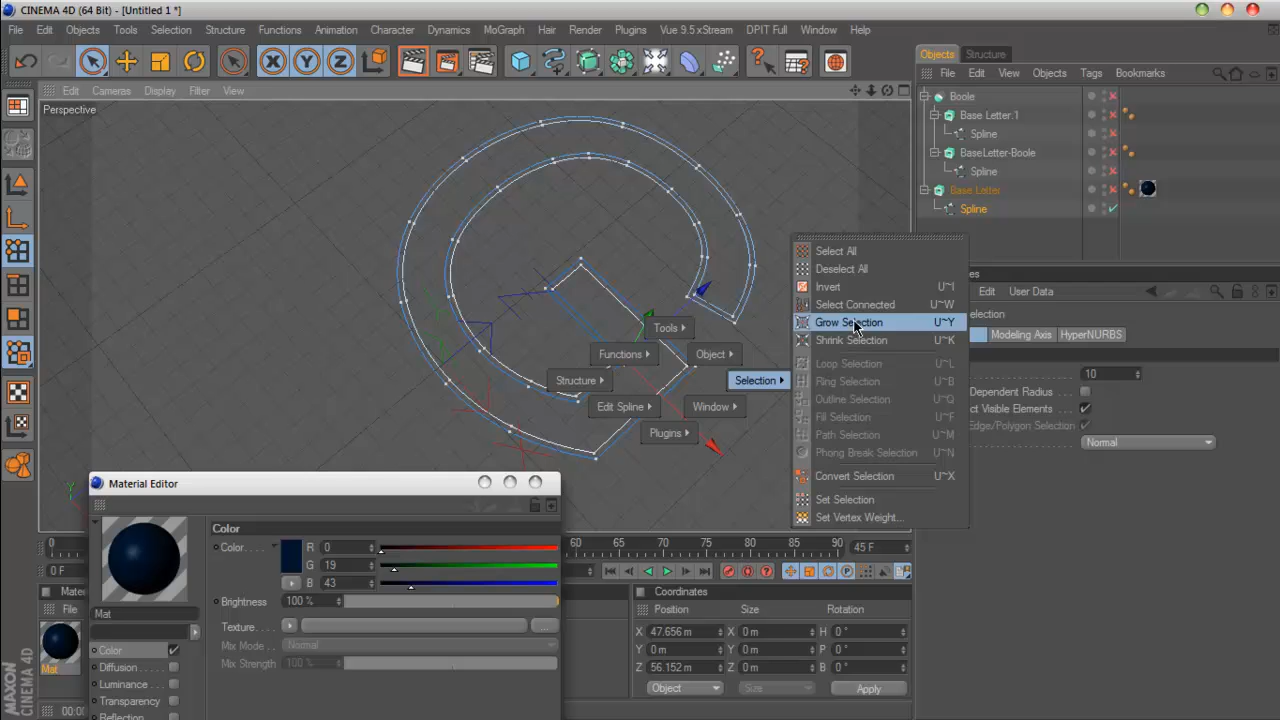 CINEMA 4D (64 Bit) - [Untitled 1 *]
File Edit Objects Tools Selection Structure Functions Animation Character Dynamics MoGraph Hair Render Plugins Vue 9.5 xStream DPIT Full Window Help
Objects Structure
File Edit View Objects Tags Bookmarks
Edit Cameras Display Filter View
Perspective
Boole
Base Letter.1
Spline
BaseLetter-Boole
Spline
Base Letter
Spline
Select All
Deselect All
Invert U~I
Select Connected U~W
Grow Selection U~Y
Shrink Selection U~K
Loop Selection U~L
Ring Selection U~B
Outline Selection U~Q
Fill Selection U~F
Path Selection U~M
Phong Break Selection U~N
Convert Selection U~X
Set Selection
Set Vertex Weight...
Tools
Functions Object
Structure Selection
Edit Spline Window
Plugins
es
Edit User Data
election
Modeling Axis HyperNURBS
10
Dependent Radius
ct Visible Elements
Edge/Polygon Selection
Normal
Material Editor
Color
Color. . . . R 0
G 19
B 43
Brightness 100 %
Texture. . . . ...
Mix Mode . . Normal
Mix Strength 100 %
Mat
Color
Diffusion
Luminance
Transparency
Reflection
0
60 65 70 75 80 85 90 45 F
0 F
Mate
File
Mat
00:00
Coordinates
Position Size Rotation
X 47.656 m X 0 m H 0 °
Y 0 m Y 0 m P 0 °
Z 56.152 m Z 0 m B 0 °
Object Size Apply
MAXON
CINEMA 4D